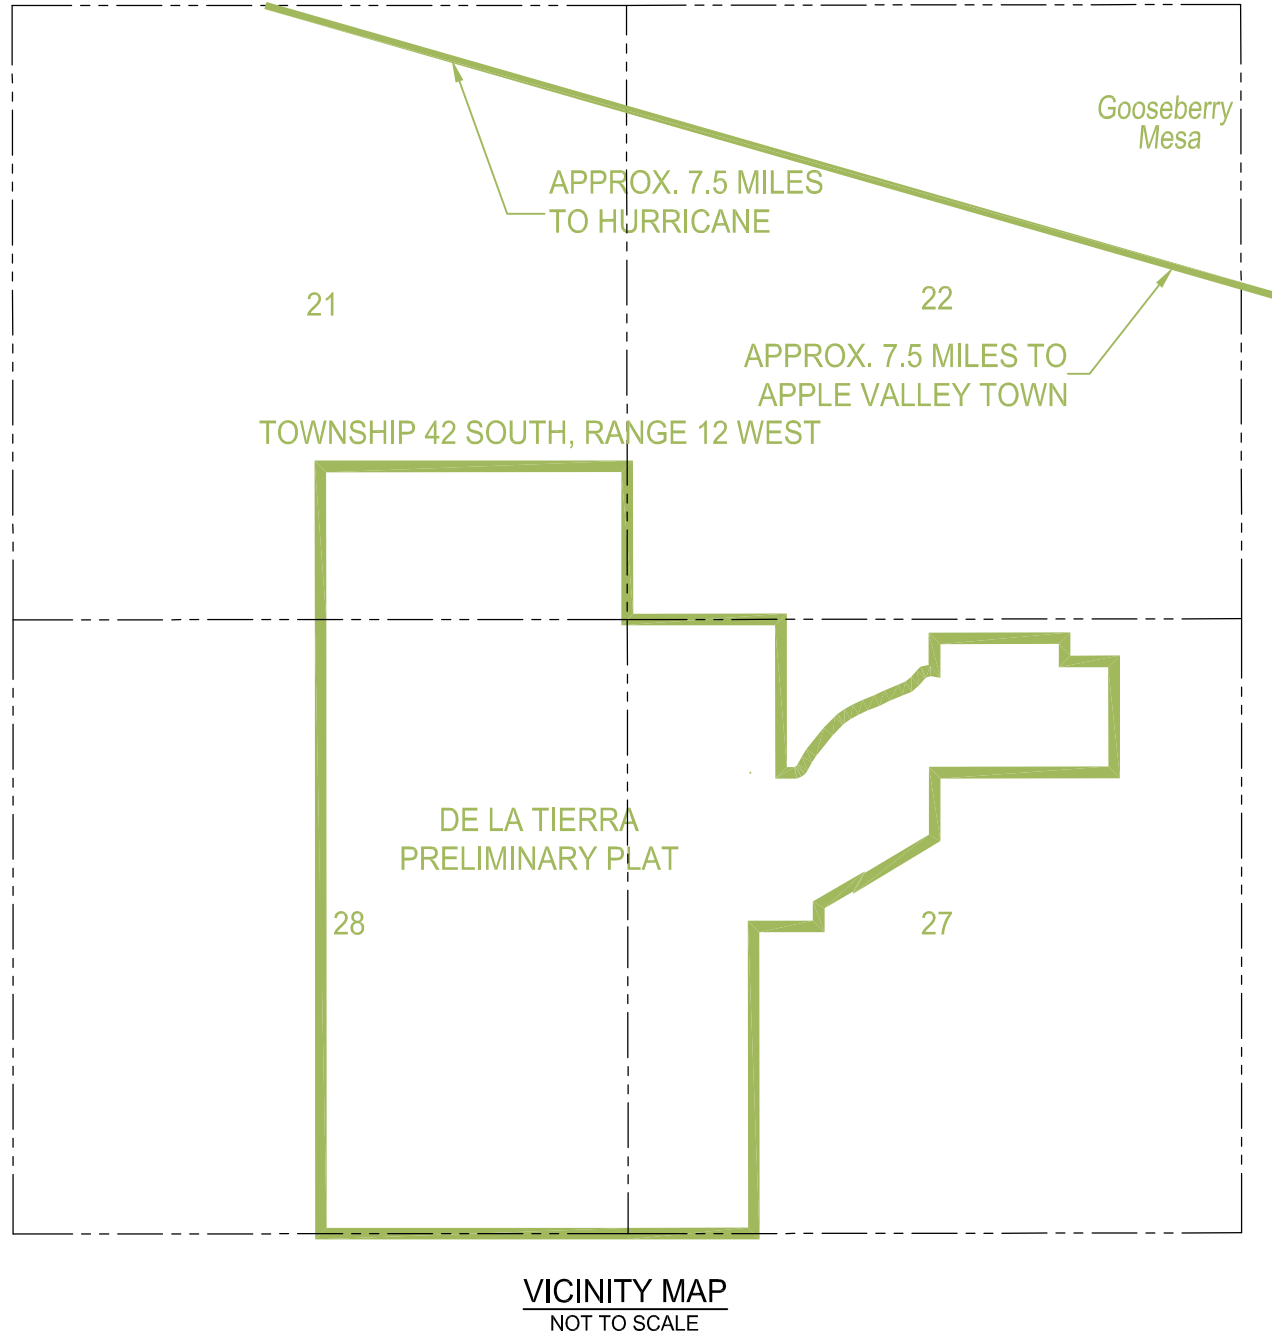 Gooseberry
Mesa
APPROX. 7.5 MILES
TO HURRICANE
21
22
APPROX. 7.5 MILES TO
APPLE VALLEY TOWN
TOWNSHIP 42 SOUTH, RANGE 12 WEST
DE LA TIERRA
PRELIMINARY PLAT
28
27
VICINITY MAP
NOT TO SCALE